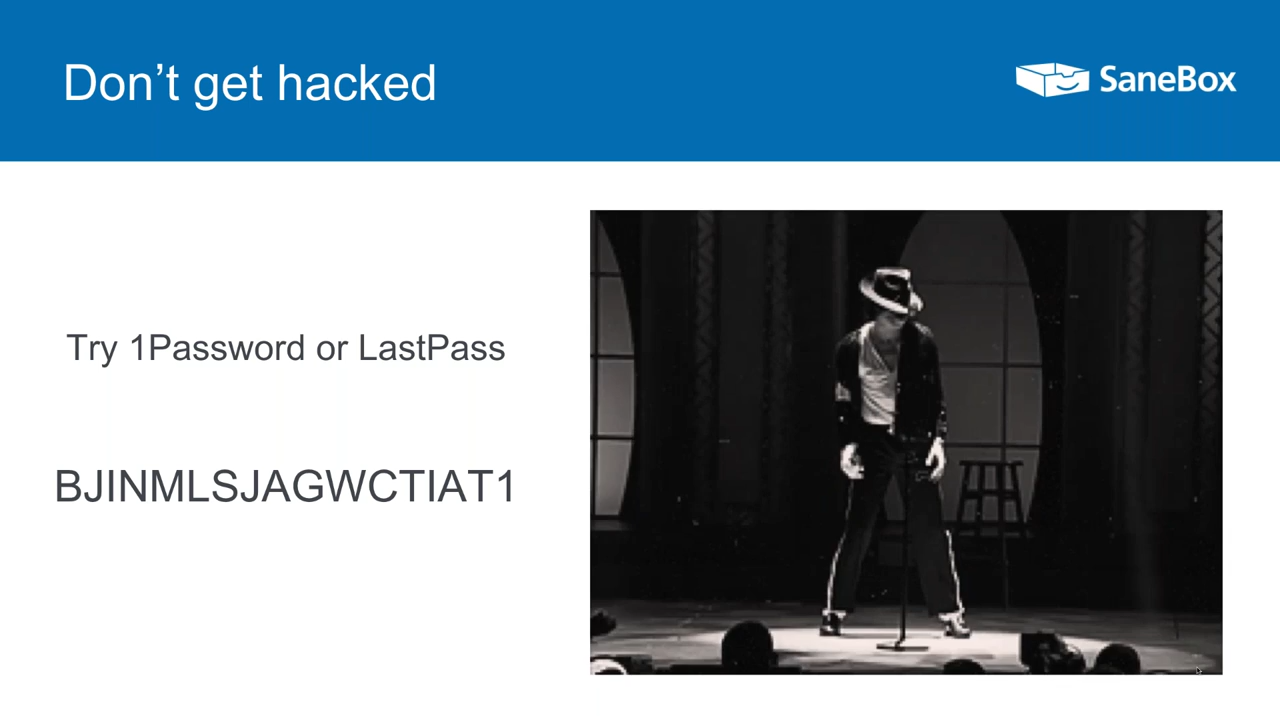 Don’t get hacked
SaneBox
Try 1Password or LastPass
BJINMLSJAGWCTIAT1